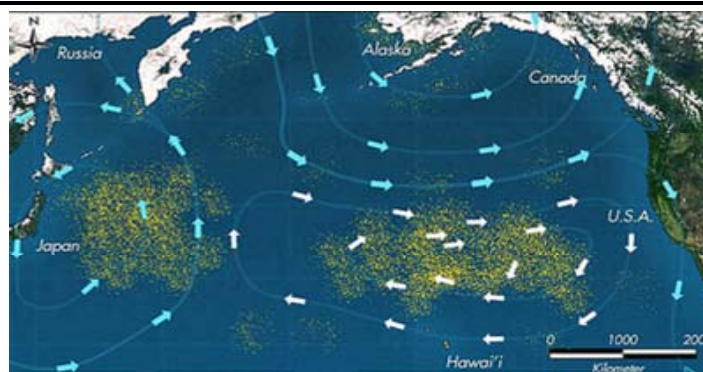 N
Russia
Alaska
Canada
U.S.A.
Japan
Hawai'i
0 1000 200
Kilometer